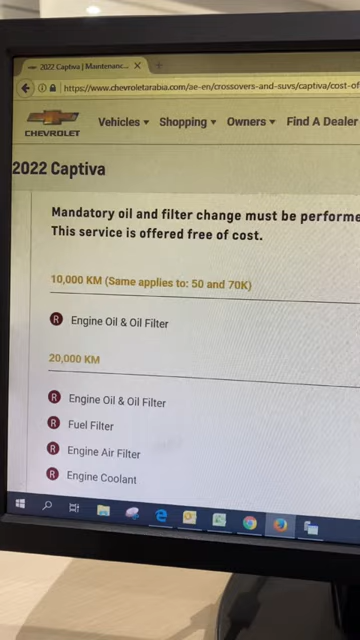 2022 Captiva | Maintenanc...
https://www.chevroletarabia.com/ae-en/crossovers-and-suvs/captiva/cost-of
CHEVROLET
Vehicles Shopping Owners Find A Dealer
2022 Captiva
Mandatory oil and filter change must be performe
This service is offered free of cost.
10,000 KM (Same applies to: 50 and 70K)
R Engine Oil & Oil Filter
20,000 KM
R Engine Oil & Oil Filter
R Fuel Filter
R Engine Air Filter
R Engine Coolant